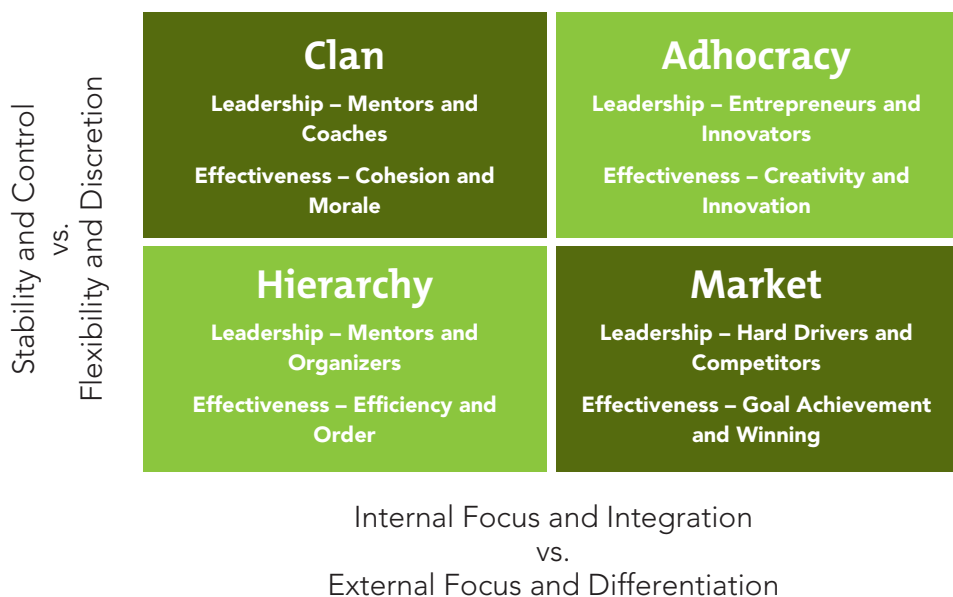 Stability and Control
vs.
Flexibility and Discretion
Clan
Leadership – Mentors and
Coaches
Effectiveness – Cohesion and
Morale
Adhocracy
Leadership – Entrepreneurs and
Innovators
Effectiveness – Creativity and
Innovation
Hierarchy
Leadership – Mentors and
Organizers
Effectiveness – Efficiency and
Order
Market
Leadership – Hard Drivers and
Competitors
Effectiveness – Goal Achievement
and Winning
Internal Focus and Integration
vs.
External Focus and Differentiation